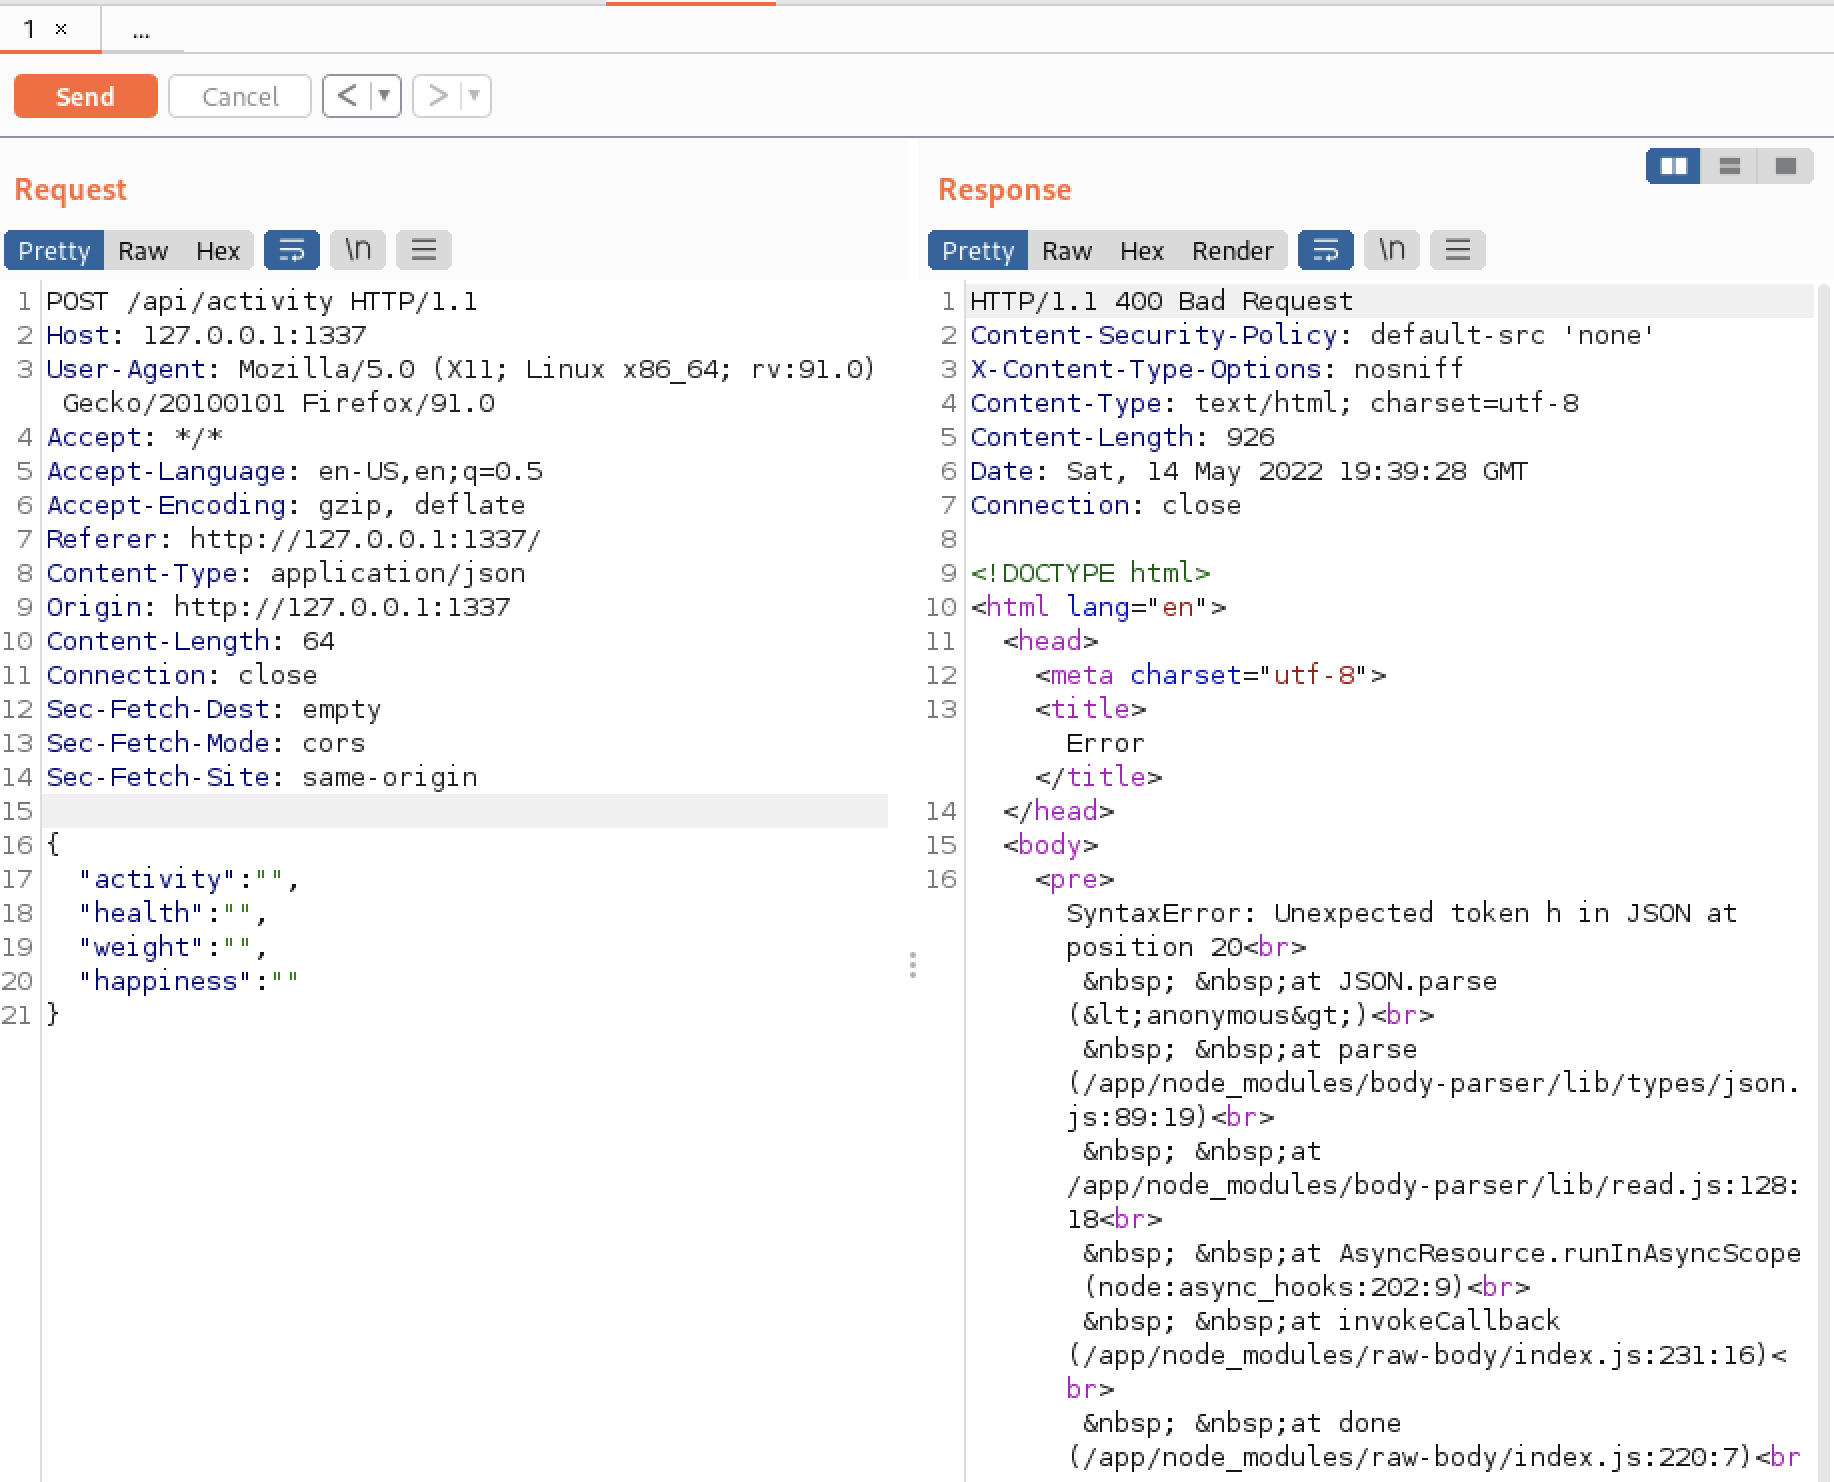 1 × ...
Send Cancel < ▼ > ▼
Request
Pretty Raw Hex \n
1 POST /api/activity HTTP/1.1
2 Host: 127.0.0.1:1337
3 User-Agent: Mozilla/5.0 (X11; Linux x86_64; rv:91.0)
Gecko/20100101 Firefox/91.0
4 Accept: */*
5 Accept-Language: en-US,en;q=0.5
6 Accept-Encoding: gzip, deflate
7 Referer: http://127.0.0.1:1337/
8 Content-Type: application/json
9 Origin: http://127.0.0.1:1337
10 Content-Length: 64
11 Connection: close
12 Sec-Fetch-Dest: empty
13 Sec-Fetch-Mode: cors
14 Sec-Fetch-Site: same-origin
15
16 {
17 "activity":"",
18 "health":"",
19 "weight":"",
20 "happiness":""
21 }
Response
Pretty Raw Hex Render \n
1 HTTP/1.1 400 Bad Request
2 Content-Security-Policy: default-src 'none'
3 X-Content-Type-Options: nosniff
4 Content-Type: text/html; charset=utf-8
5 Content-Length: 926
6 Date: Sat, 14 May 2022 19:39:28 GMT
7 Connection: close
8
9 <!DOCTYPE html>
10 <html lang="en">
11 <head>
12 <meta charset="utf-8">
13 <title>
Error
</title>
14 </head>
15 <body>
16 <pre>
SyntaxError: Unexpected token h in JSON at
position 20<br>
&nbsp; &nbsp;at JSON.parse
(&lt;anonymous&gt;)<br>
&nbsp; &nbsp;at parse
(/app/node_modules/body-parser/lib/types/json.
js:89:19)<br>
&nbsp; &nbsp;at
/app/node_modules/body-parser/lib/read.js:128:
18<br>
&nbsp; &nbsp;at AsyncResource.runInAsyncScope
(node:async_hooks:202:9)<br>
&nbsp; &nbsp;at invokeCallback
(/app/node_modules/raw-body/index.js:231:16)<
br>
&nbsp; &nbsp;at done
(/app/node_modules/raw-body/index.js:220:7)<br